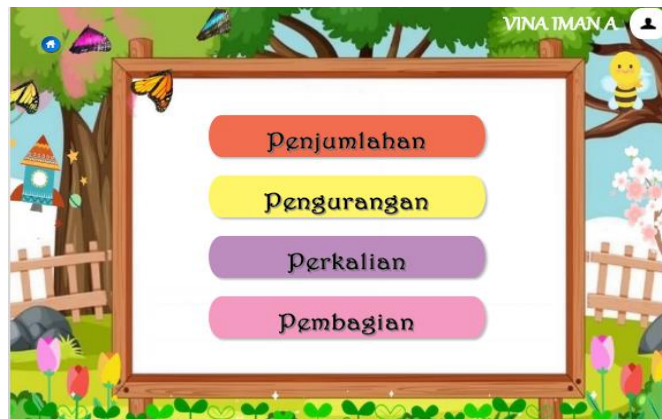 VINA IMAN A
Penjumlahan
Pengurangan
Perkalian
Pembagian